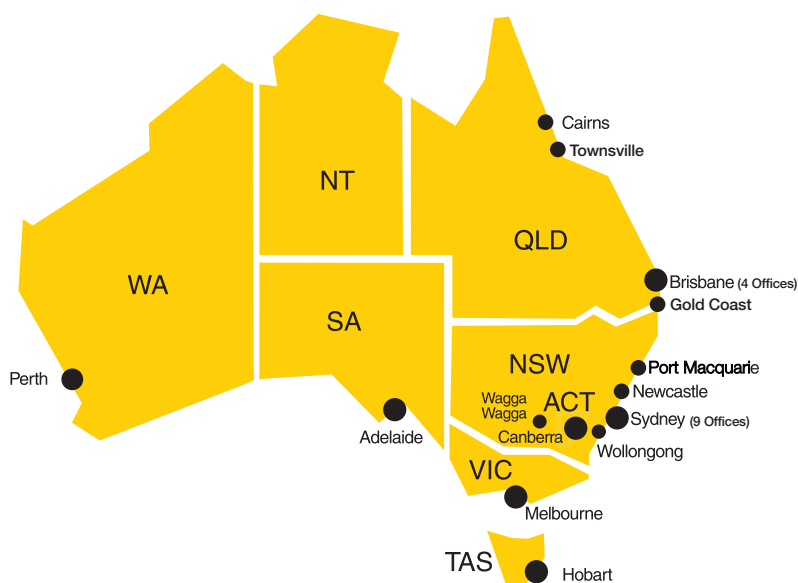 Cairns
Townsville
NT
QLD
WA
Brisbane (4 Offices)
Gold Coast
SA
NSW
Port Macquarie
Perth
Newcastle
Wagga
Wagga
ACT
Sydney (9 Offices)
Adelaide
Canberra
Wollongong
VIC
Melbourne
TAS
Hobart